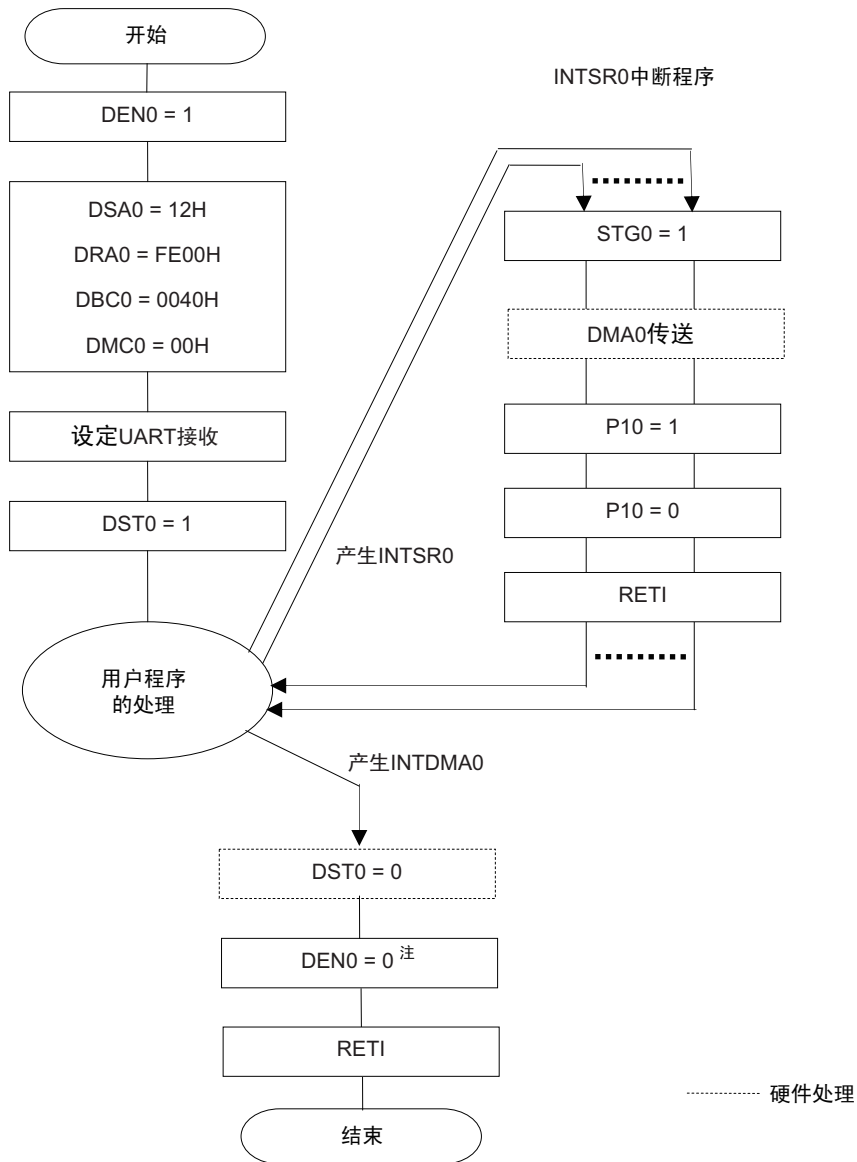 开始
DEN0 = 1
DSA0 = 12H
DRA0 = FE00H
DBC0 = 0040H
DMC0 = 00H
设定UART接收
DST0 = 1
用户程序
的处理
INTSR0中断程序
STG0 = 1
DMA0传送
P10 = 1
P10 = 0
RETI
产生INTSR0
产生INTDMA0
DST0 = 0
DEN0 = 0 注
RETI
结束
硬件处理